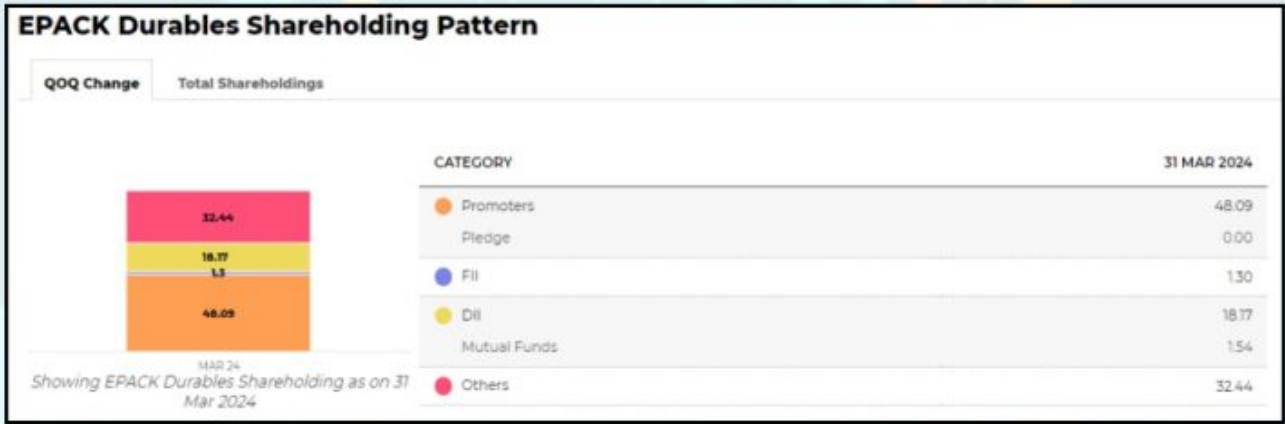 EPACK Durables Shareholding Pattern
QOQ Change Total Shareholdings
CATEGORY 31 MAR 2024
Promoters 48.09
Pledge 0.00
FII 1.30
DII 18.17
Mutual Funds 1.54
Others 32.44
32.44
18.17
1.3
48.09
MAR 24
Showing EPACK Durables Shareholding as on 31
Mar 2024